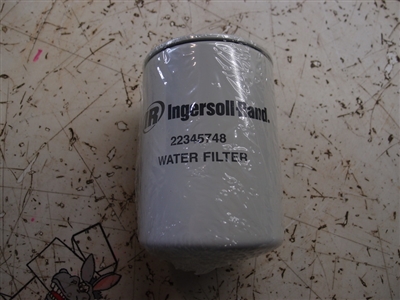 IR Ingersoll-Rand.
22345748
WATER FILTER